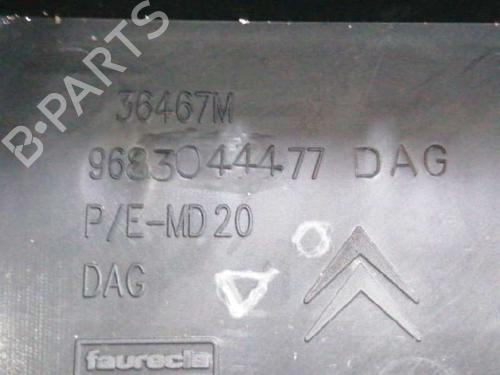 B-PARTS
36467M
9683044477 DAG
P/E-MD20
DAG
faurecia